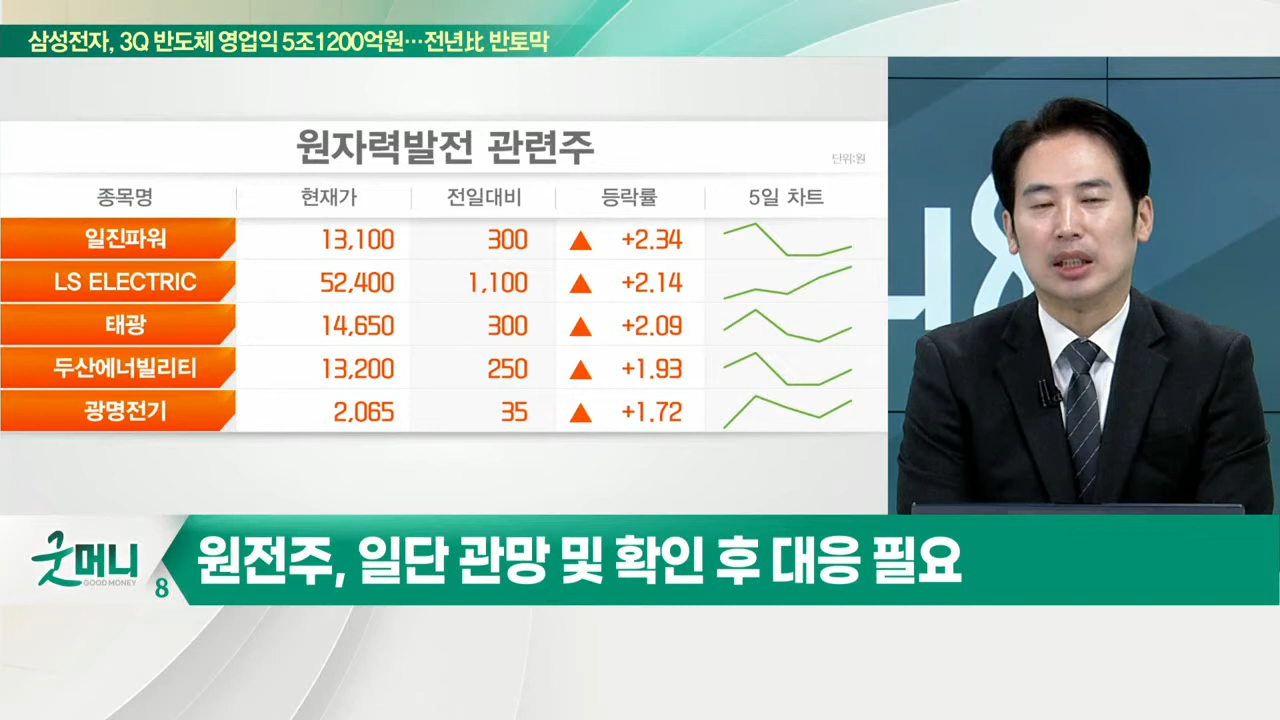 삼성전자, 3Q 반도체 영업익 5조1200억원…전년比 반토막
원자력발전 관련주
단위:원
종목명 현재가 전일대비 등락률 5일 차트
일진파워 13,100 300 ▲ +2.34
LS ELECTRIC 52,400 1,100 ▲ +2.14
태광 14,650 300 ▲ +2.09
두산에너빌리티 13,200 250 ▲ +1.93
광명전기 2,065 35 ▲ +1.72
굿머니
GOOD MONEY
8
원전주, 일단 관망 및 확인 후 대응 필요